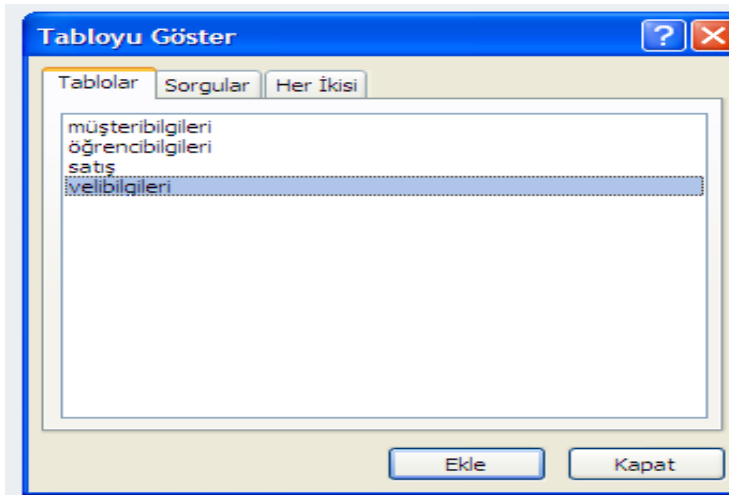 Tabloyu Göster
Tablolar Sorgular Her İkisi
müşteribilgileri
öğrencibilgileri
satış
velibilgileri
Ekle Kapat